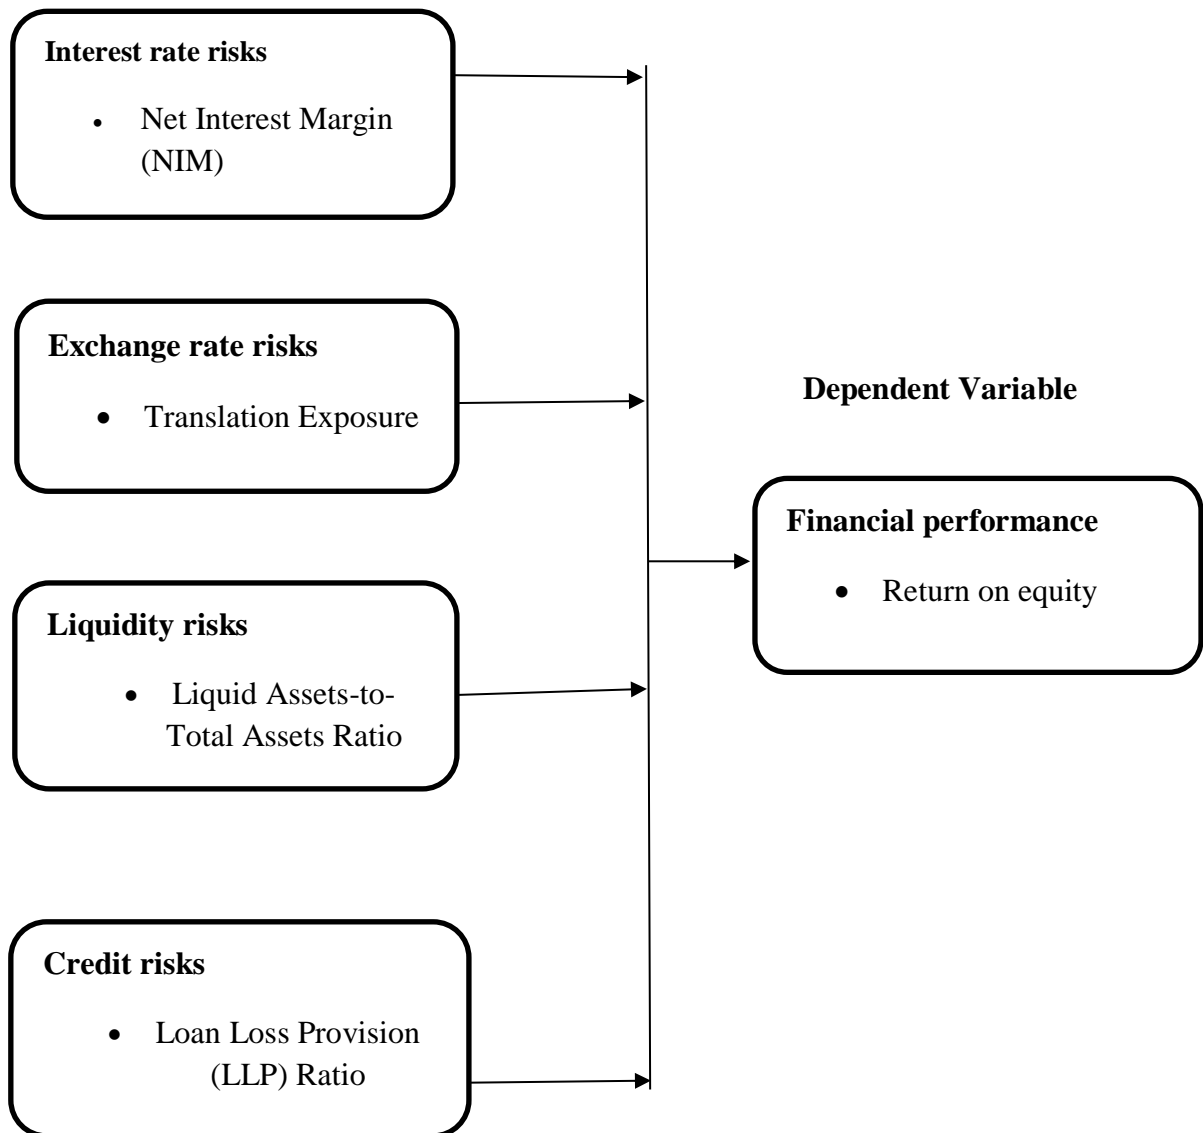 Interest rate risks
• Net Interest Margin
(NIM)
Exchange rate risks
• Translation Exposure
Dependent Variable
Financial performance
• Return on equity
Liquidity risks
• Liquid Assets-to-
Total Assets Ratio
Credit risks
• Loan Loss Provision
(LLP) Ratio